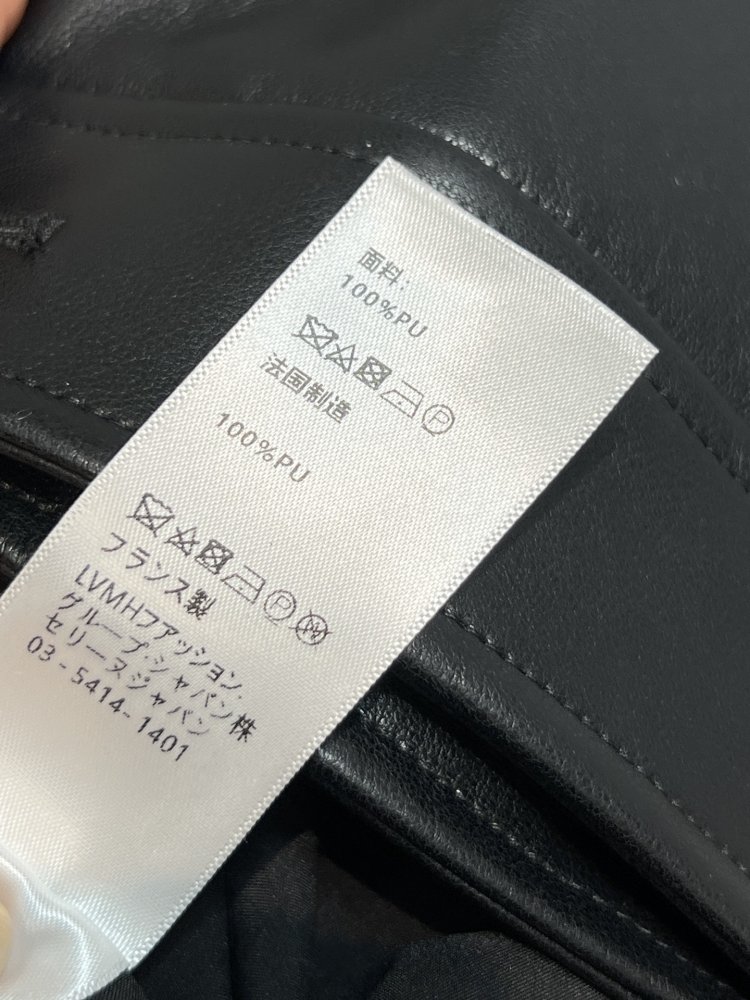 面料:
100%PU
法国制造
100%PU
フランス製
LVMHファッション.
グループ・ジャパン株
セリーヌジャパン
03-5414-1401